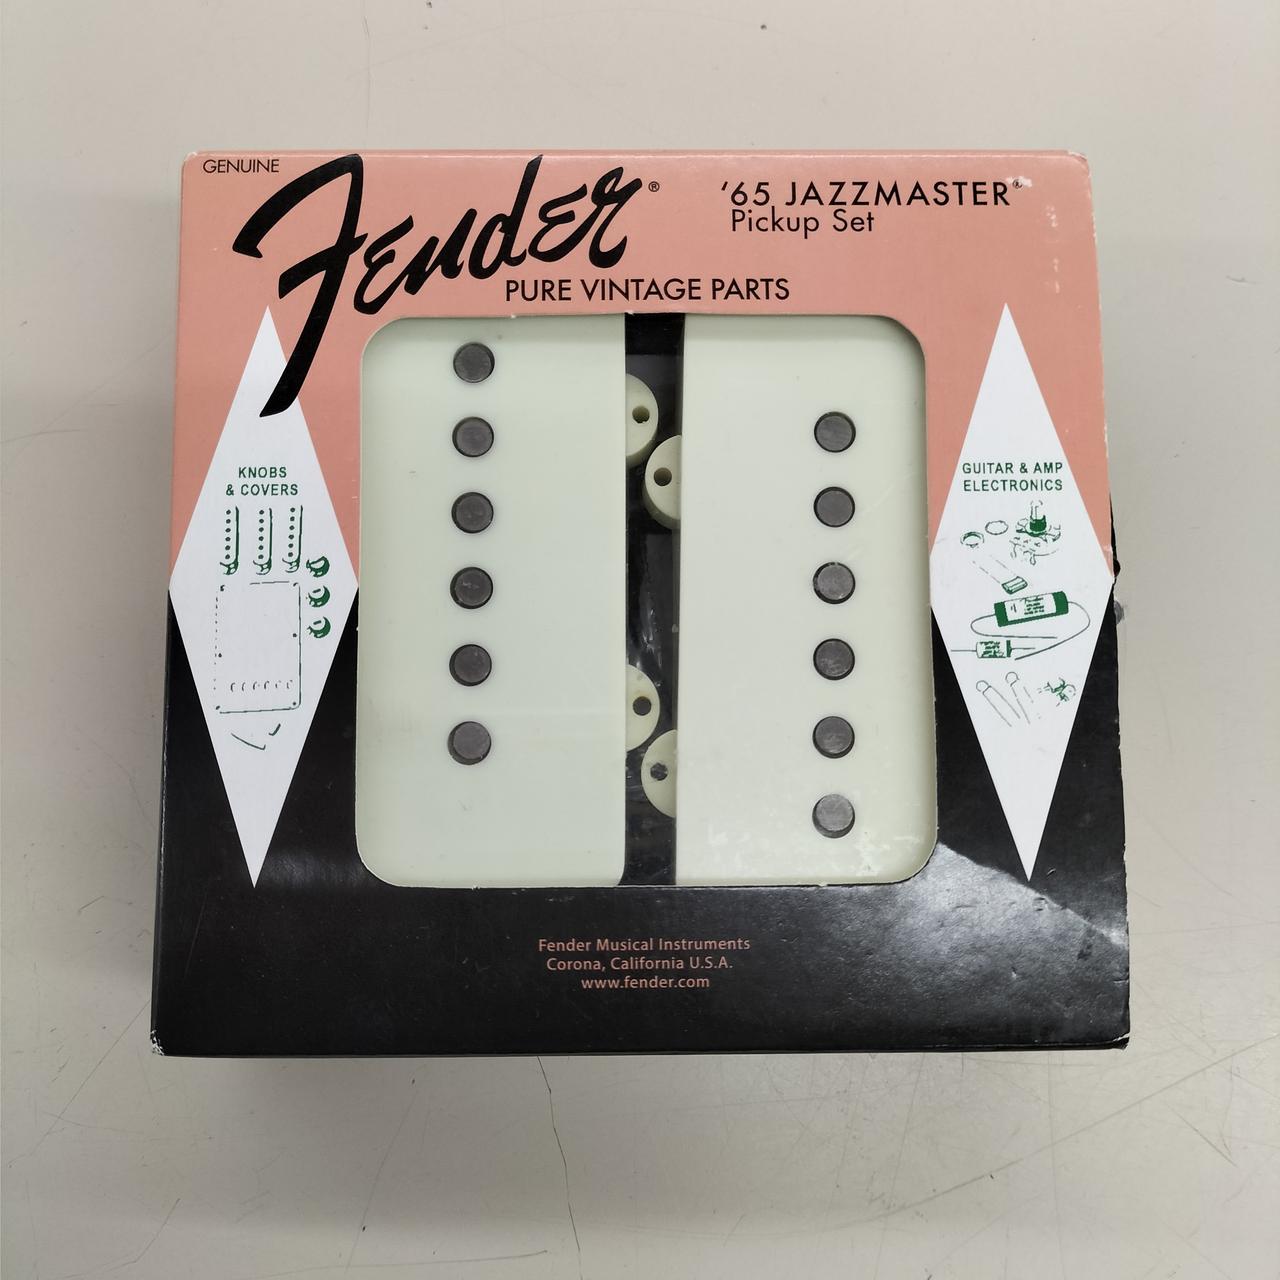 GENUINE
Fender®
'65 JAZZMASTER®
Pickup Set
PURE VINTAGE PARTS
KNOBS
& COVERS
GUITAR & AMP
ELECTRONICS
Fender Musical Instruments
Corona, California U.S.A.
www.fender.com